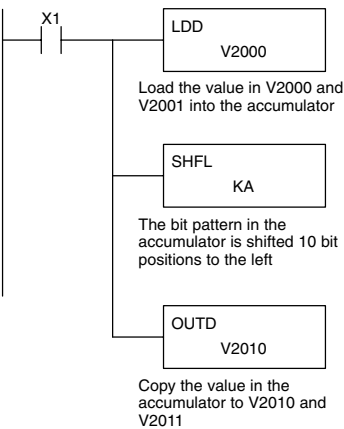 X1
LDD
V2000
Load the value in V2000 and
V2001 into the accumulator
SHFL
KA
The bit pattern in the
accumulator is shifted 10 bit
positions to the left
OUTD
V2010
Copy the value in the
accumulator to V2010 and
V2011